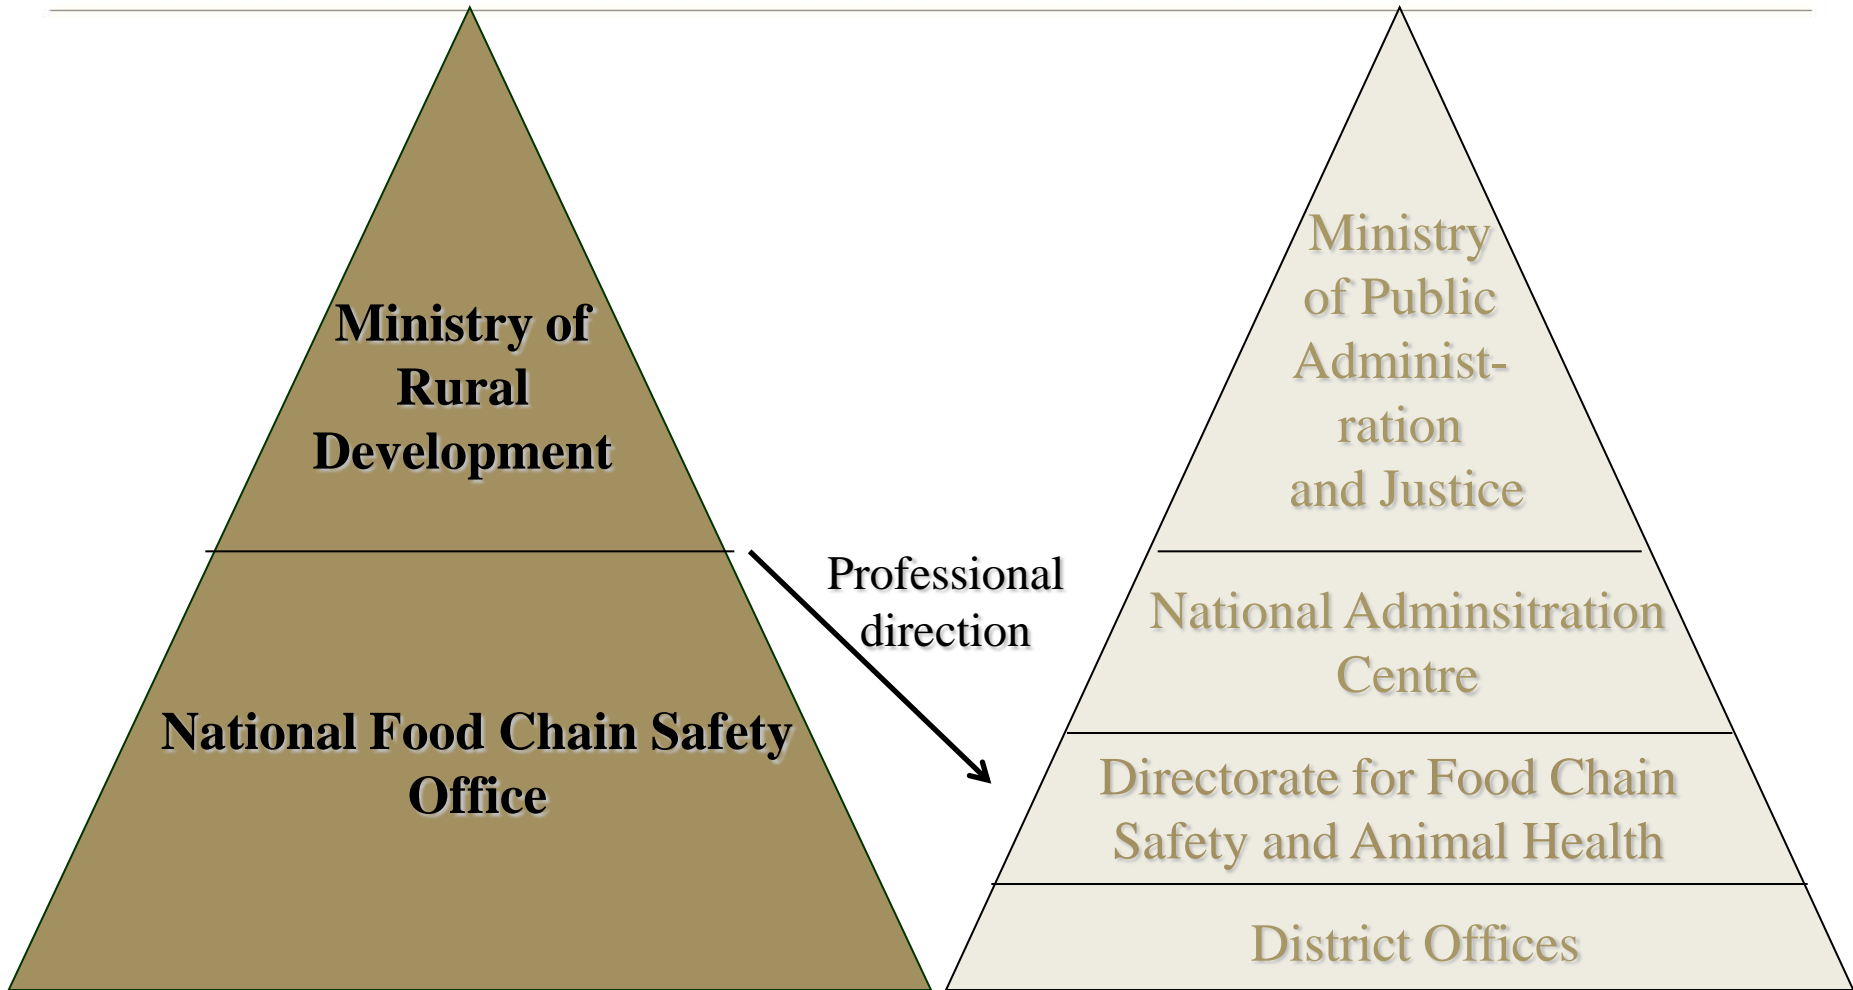 Ministry of
Rural
Development
National Food Chain Safety
Office
Professional
direction
Ministry
of Public
Administ-
ration
and Justice
National Adminsitration
Centre
Directorate for Food Chain
Safety and Animal Health
District Offices